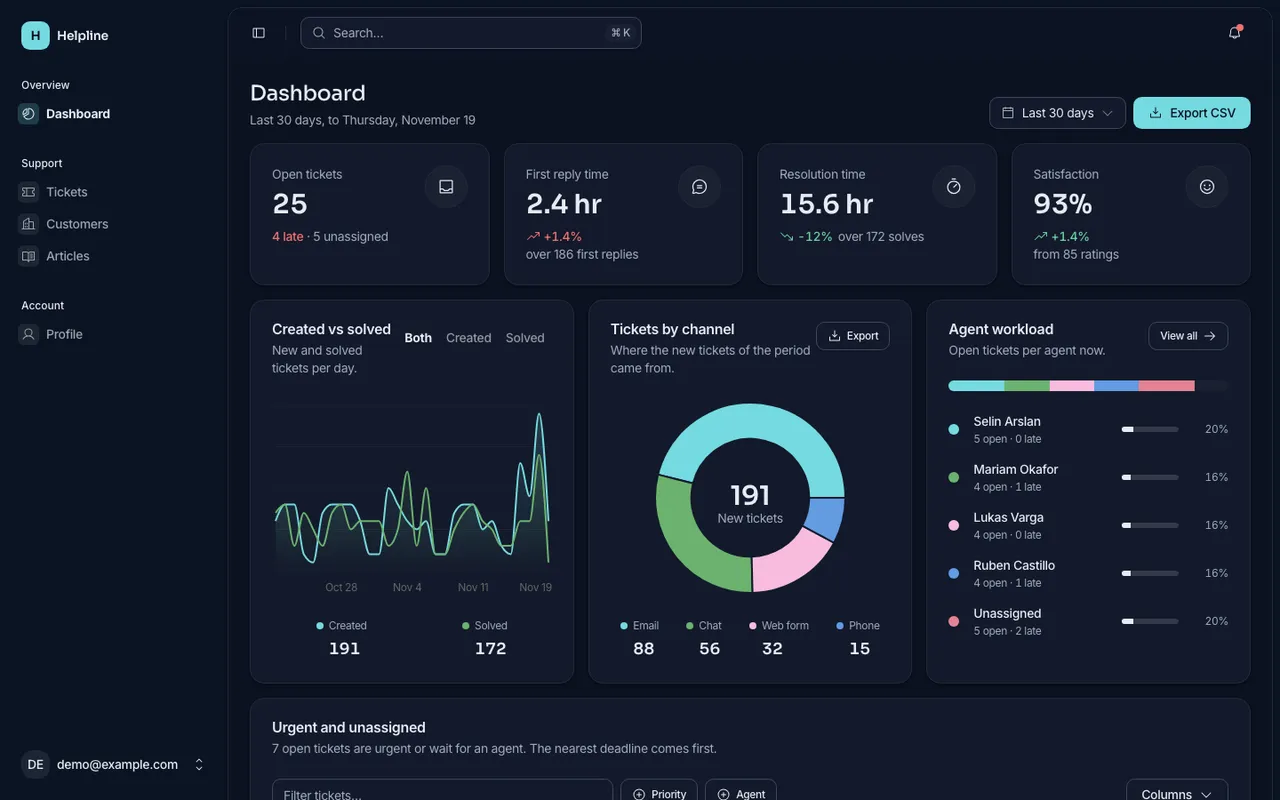 H Helpline
Overview
Dashboard
Support
Tickets
Customers
Articles
Account
Profile
DE demo@example.com
Search... ⌘ K
Dashboard
Last 30 days, to Thursday, November 19
Last 30 days
Export CSV
Open tickets
25
4 late · 5 unassigned
First reply time
2.4 hr
+1.4%
over 186 first replies
Resolution time
15.6 hr
-12% over 172 solves
Satisfaction
93%
+1.4%
from 85 ratings
Created vs solved
New and solved
tickets per day.
Both Created Solved
Oct 28 Nov 4 Nov 11 Nov 19
Created Solved
191 172
Tickets by channel
Where the new tickets of the period
came from.
Export
191
New tickets
Email Chat Web form Phone
88 56 32 15
Agent workload
Open tickets per agent now.
View all
Selin Arslan
5 open · 0 late
20%
Mariam Okafor
4 open · 1 late
16%
Lukas Varga
4 open · 0 late
16%
Ruben Castillo
4 open · 1 late
16%
Unassigned
5 open · 2 late
20%
Urgent and unassigned
7 open tickets are urgent or wait for an agent. The nearest deadline comes first.
Filter tickets...
Priority
Agent
Columns